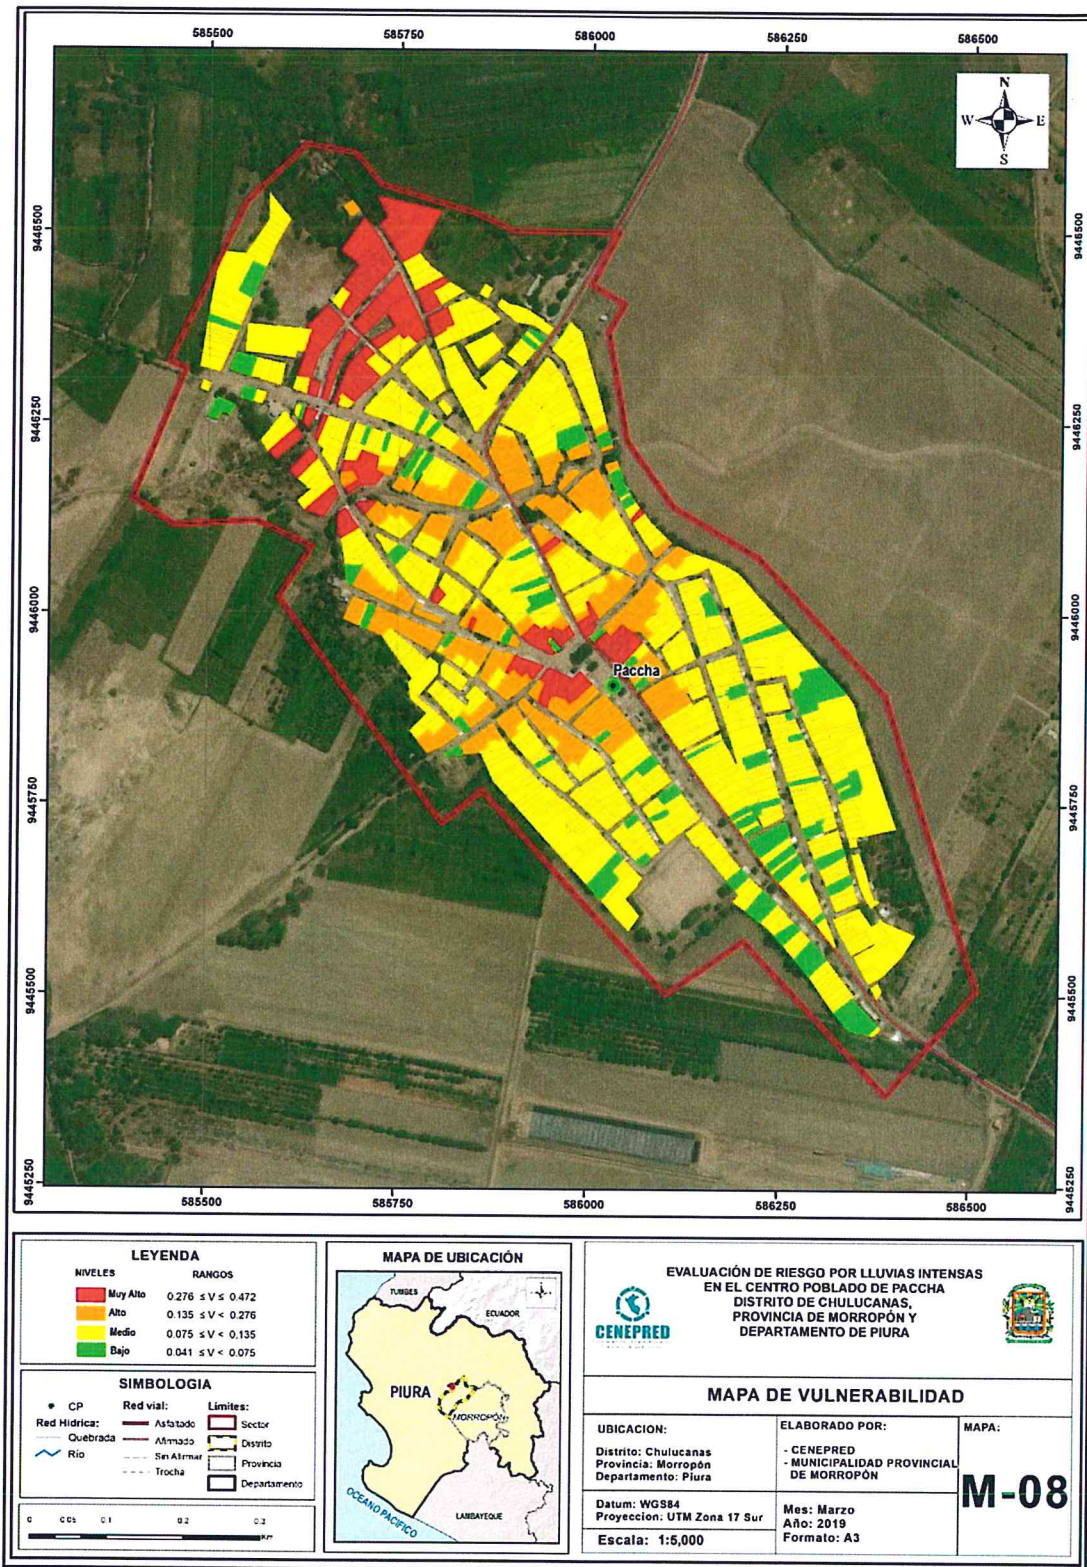 585500
585750
586000
586250
586500
N
W
E
S
9446500
9446500
9446250
9446250
9446000
9446000
Paccha
9445750
9445750
9445500
9445500
9445250
9445250
585500
585750
586000
586250
586500
LEYENDA
NIVELES
RANGOS
Muy Alto 0.276 ≤ V ≤ 0.472
Alto 0.135 ≤ V < 0.276
Medio 0.075 ≤ V < 0.135
Bajo 0.041 ≤ V < 0.075
SIMBOLOGIA
CP
Red Hídrica:
Quebrada
Río
Red vial:
Asfaltado
Afirmado
Sin Afirmar
Trocha
Límites:
Sector
Distrito
Provincia
Departamento
0 0.05 0.1 0.2 0.3
Km
MAPA DE UBICACIÓN
TUMBES
ECUADOR
PIURA
MORROPÓN
OCEANO PACIFICO
LAMBAYEQUE
CENEPRED
EVALUACIÓN DE RIESGO POR LLUVIAS INTENSAS
EN EL CENTRO POBLADO DE PACCHA
DISTRITO DE CHULUCANAS,
PROVINCIA DE MORROPÓN Y
DEPARTAMENTO DE PIURA
MAPA DE VULNERABILIDAD
UBICACION:
Distrito: Chulucanas
Provincia: Morropón
Departamento: Piura
Datum: WGS84
Proyeccion: UTM Zona 17 Sur
Escala: 1:5,000
ELABORADO POR:
- CENEPRED
- MUNICIPALIDAD PROVINCIAL
DE MORROPÓN
Mes: Marzo
Año: 2019
Formato: A3
MAPA:
M-08